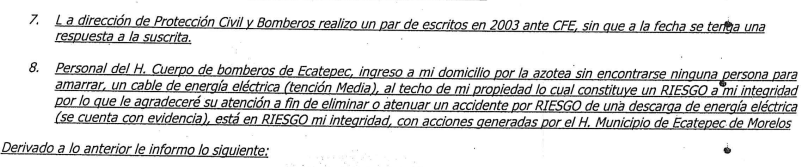 7. L a dirección de Protección Civil y Bomberos realizo un par de escritos en 2003 ante CFE, sin que a la fecha se tenga una
respuesta a la suscrita.
8. Personal del H. Cuerpo de bomberos de Ecatepec, ingreso a mi domicilio por la azotea sin encontrarse ninguna persona para
amarrar, un cable de energía eléctrica (tención Media), al techo de mi propiedad lo cual constituye un RIESGO a mi integridad
por lo que le agradeceré su atención a fin de eliminar o atenuar un accidente por RIESGO de una descarga de energía eléctrica
(se cuenta con evidencia), está en RIESGO mi integridad, con acciones generadas por el H. Municipio de Ecatepec de Morelos
Derivado a lo anterior le informo lo siguiente: